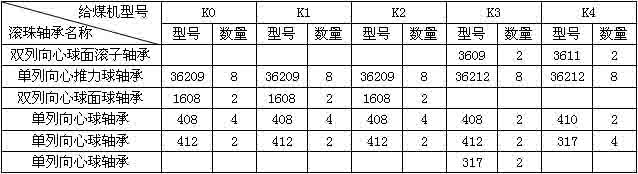 给煤机型号 K0 K1 K2 K3 K4
滚珠轴承名称 型号 数量 型号 数量 型号 数量 型号 数量 型号 数量
双列向心球面滚子轴承 3609 2 3611 2
单列向心推力球轴承 36209 8 36209 8 36209 8 36212 8 36212 8
双列向心球面球轴承 1608 2 1608 2 1608 2
单列向心球轴承 408 4 408 4 408 4 408 2 410 2
单列向心球轴承 412 2 412 2 412 2 412 2 317 4
单列向心球轴承 317 2